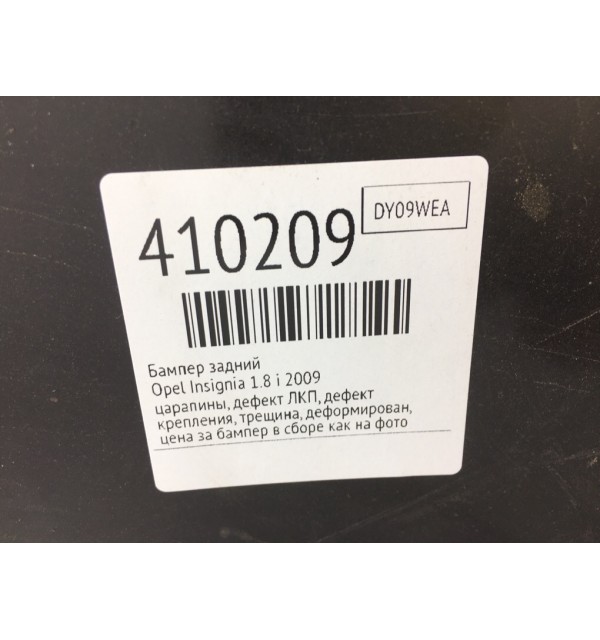 DY09WEA
410209
Бампер задний
Opel Insignia 1.8 i 2009
царапины, дефект ЛКП, дефект
крепления, трещина, деформирован,
цена за бампер в сборе как на фото